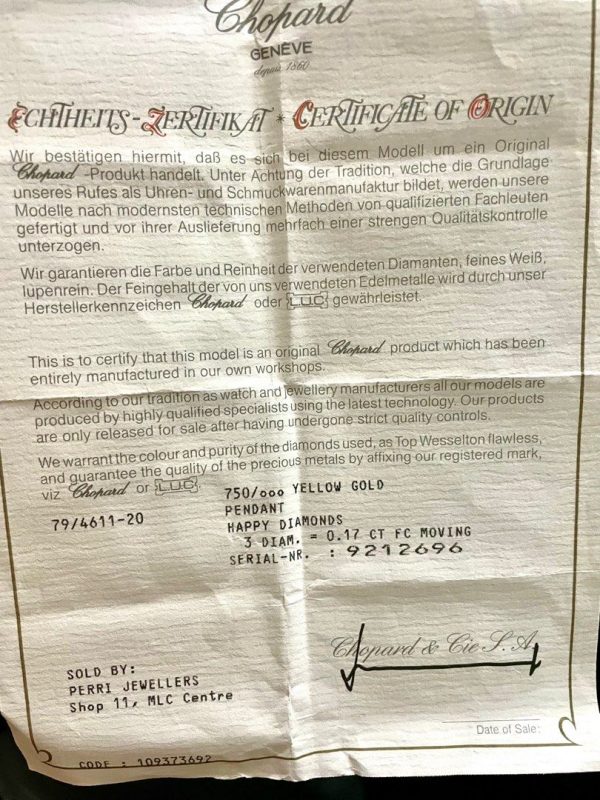 Chopard
GENÈVE
depuis 1860
ECHTHEITS-ZERTIFIKAT * CERTIFICATE OF ORIGIN
Wir bestätigen hiermit, daß es sich bei diesem Modell um ein Original
Chopard -Produkt handelt. Unter Achtung der Tradition, welche die Grundlage
unseres Rufes als Uhren- und Schmuckwarenmanufaktur bildet, werden unsere
Modelle nach modernsten technischen Methoden von qualifizierten Fachleuten
gefertigt und vor ihrer Auslieferung mehrfach einer strengen Qualitätskontrolle
unterzogen.
Wir garantieren die Farbe und Reinheit der verwendeten Diamanten, feines Weiß,
lupenrein. Der Feingehalt der von uns verwendeten Edelmetalle wird durch unser
Herstellerkennzeichen Chopard oder LUC gewährleistet.
This is to certify that this model is an original Chopard product which has been
entirely manufactured in our own workshops.
According to our tradition as watch and jewellery manufacturers all our models are
produced by highly qualified specialists using the latest technology. Our products
are only released for sale after having undergone strict quality controls.
We warrant the colour and purity of the diamonds used, as Top Wesselton flawless,
and guarantee the quality of the precious metals by affixing our registered mark,
viz Chopard or LUC.
79/4611-20
750/ooo YELLOW GOLD
PENDANT
HAPPY DIAMONDS
3 DIAM. = 0.17 CT FC MOVING
SERIAL-NR. : 9212696
Chopard & Cie S.A.
SOLD BY:
PERRI JEWELLERS
Shop 11, MLC Centre
Date of Sale:
CODE : 109373692